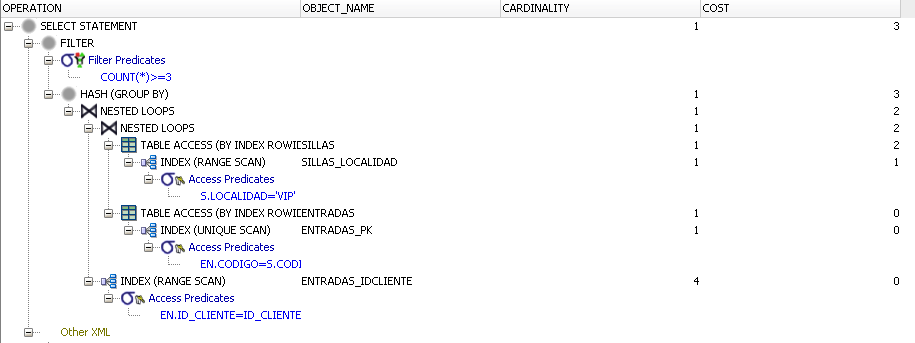 OPERATION OBJECT_NAME CARDINALITY COST
SELECT STATEMENT 1 3
FILTER
Filter Predicates
COUNT(*)>=3
HASH (GROUP BY) 1 3
NESTED LOOPS 1 2
NESTED LOOPS 1 2
TABLE ACCESS (BY INDEX ROWI SILLAS 1 2
INDEX (RANGE SCAN) SILLAS_LOCALIDAD 1 1
Access Predicates
S.LOCALIDAD='VIP'
TABLE ACCESS (BY INDEX ROWI ENTRADAS 1 0
INDEX (UNIQUE SCAN) ENTRADAS_PK 1 0
Access Predicates
EN.CODIGO=S.CODI
INDEX (RANGE SCAN) ENTRADAS_IDCLIENTE 4 0
Access Predicates
EN.ID_CLIENTE=ID_CLIENTE
Other XML